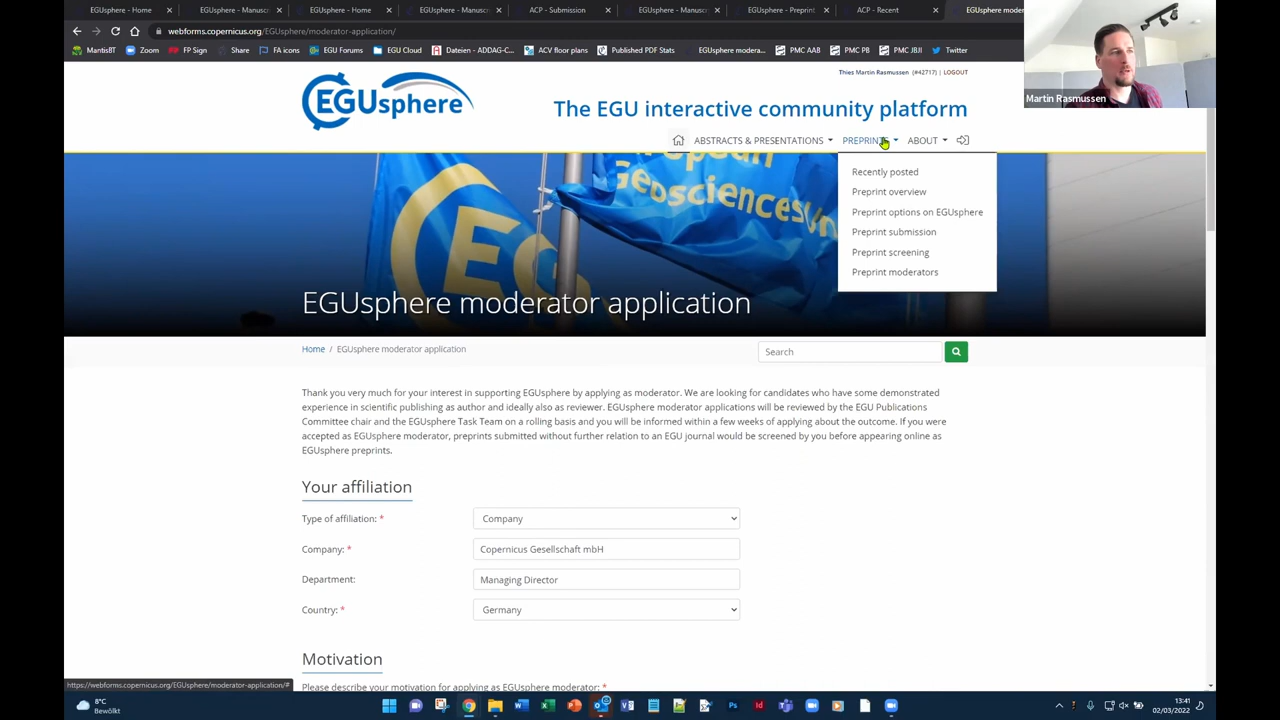 EGUsphere - Home
EGUsphere - Manusc
EGUsphere - Home
EGUsphere - Manuscr
ACP - Submission
EGUsphere - Manusc
EGUsphere - Preprint
ACP - Recent
EGUsphere mode
webforms.copernicus.org/EGUsphere/moderator-application/
MantisBT
Zoom
FP Sign
Share
FA icons
EGU Forums
EGU Cloud
Dateien - ADDAG-C...
ACV floor plans
Published PDF Stats
EGUsphere modera...
PMC AAB
PMC PB
PMC JBJI
Twitter
Martin Rasmussen
Thies Martin Rasmussen (#42717) | LOGOUT
EGUsphere
The EGU interactive community platform
ABSTRACTS & PRESENTATIONS
PREPRINTS
ABOUT
Recently posted
Preprint overview
Preprint options on EGUsphere
Preprint submission
Preprint screening
Preprint moderators
European
Geosciences Un
EGUsphere moderator application
Home / EGUsphere moderator application
Search
Thank you very much for your interest in supporting EGUsphere by applying as moderator. We are looking for candidates who have some demonstrated
experience in scientific publishing as author and ideally also as reviewer. EGUsphere moderator applications will be reviewed by the EGU Publications
Committee chair and the EGUsphere Task Team on a rolling basis and you will be informed within a few weeks of applying about the outcome. If you were
accepted as EGUsphere moderator, preprints submitted without further relation to an EGU journal would be screened by you before appearing online as
EGUsphere preprints.
Your affiliation
Type of affiliation: *
Company
Company: *
Copernicus Gesellschaft mbH
Department:
Managing Director
Country: *
Germany
Motivation
Please describe your motivation for applying as EGUsphere moderator: *
https://webforms.copernicus.org/EGUsphere/moderator-application/#
8°C
Bewölkt
13:41
02/03/2022